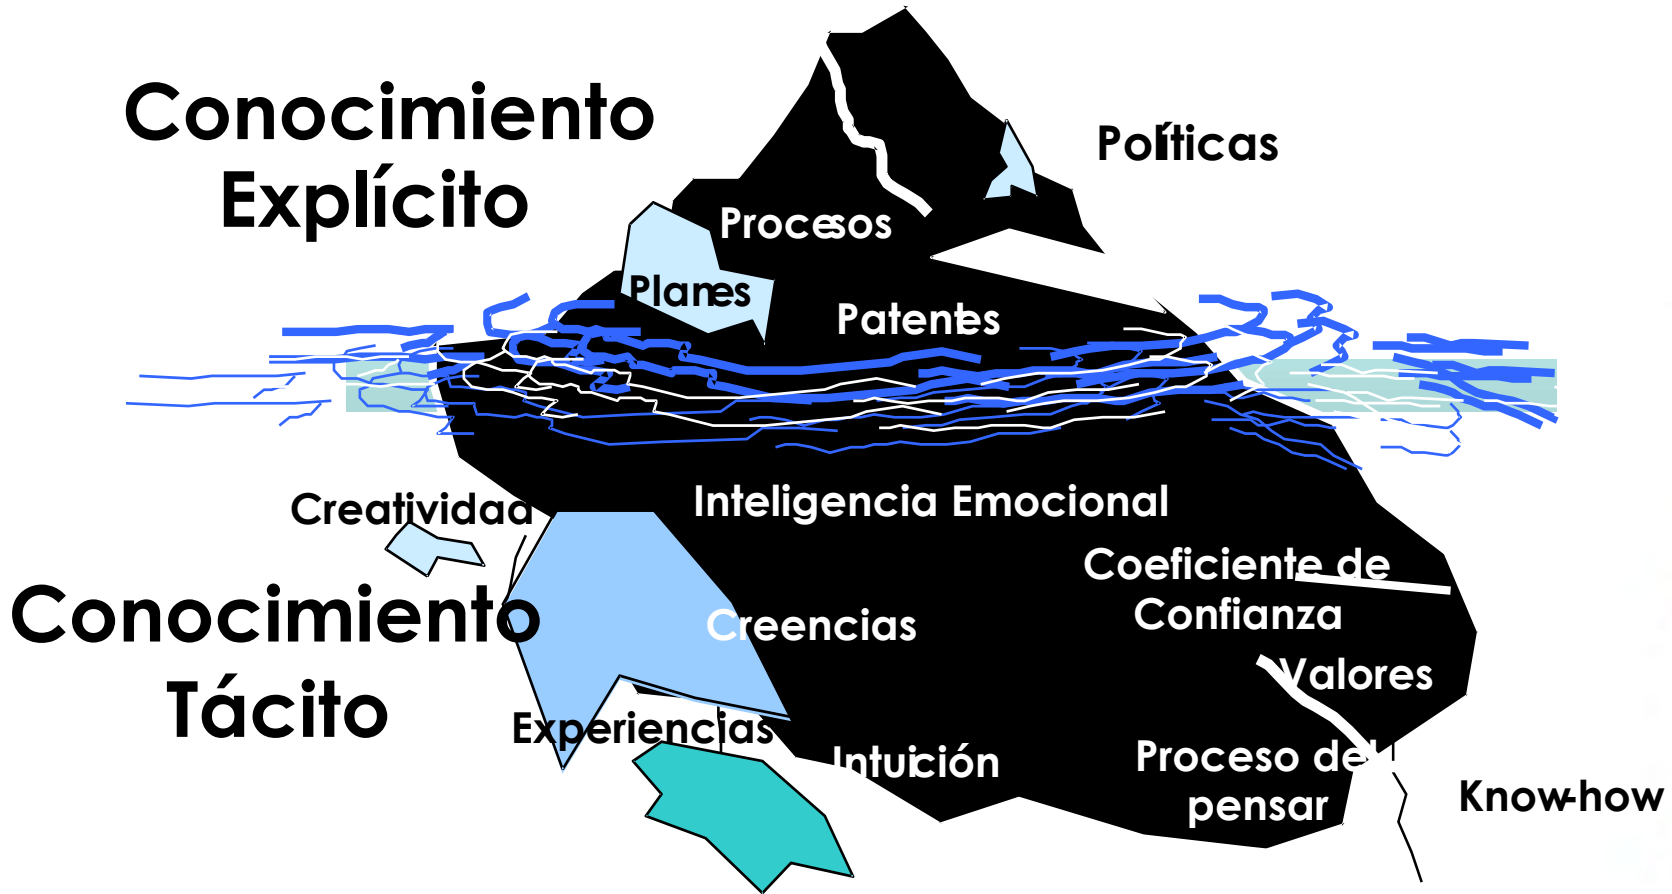 Conocimiento
Explícito
Políticas
Procesos
Planes
Patentes
Creatividad
Inteligencia Emocional
Coeficiente de
Confianza
Conocimiento
Tácito
Creencias
Valores
Experiencias
Intuición
Proceso del
pensar
Know-how